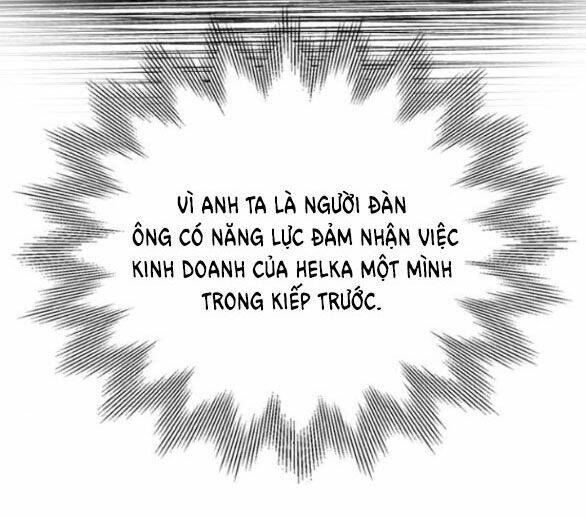 VÌ ANH TA LÀ NGƯỜI ĐÀN
ÔNG CÓ NĂNG LỰC ĐẢM NHẬN VIỆC
KINH DOANH CỦA HELKA MỘT MÌNH
TRONG KIẾP TRƯỚC.